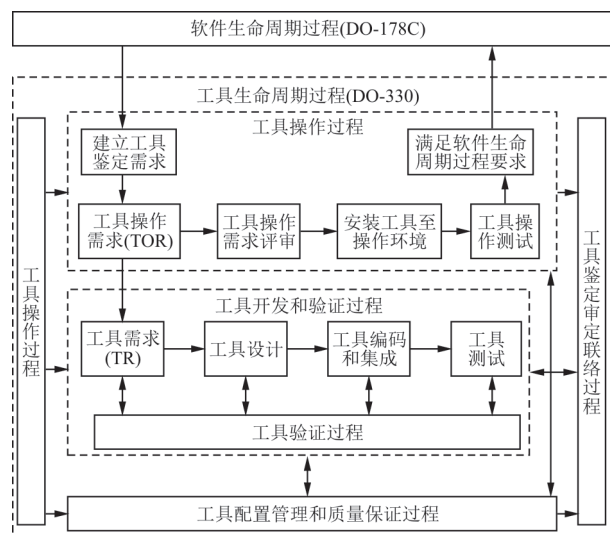 软件生命周期过程(DO-178C)
工具生命周期过程(DO-330)
工具操作过程
建立工具
鉴定需求
满足软件生命
周期过程要求
工具操作
需求(TOR)
工具操作
需求评审
安装工具至
操作环境
工具操
作测试
工具操作过程
工具鉴定审定联络过程
工具开发和验证过程
工具需求
(TR)
工具设计
工具编码
和集成
工具
测试
工具验证过程
工具配置管理和质量保证过程